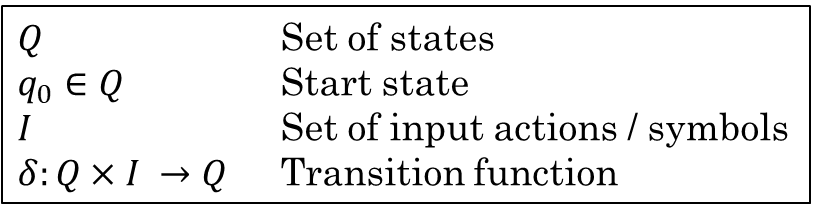 Q Set of states
q₀ ∈ Q Start state
I Set of input actions / symbols
δ: Q × I → Q Transition function